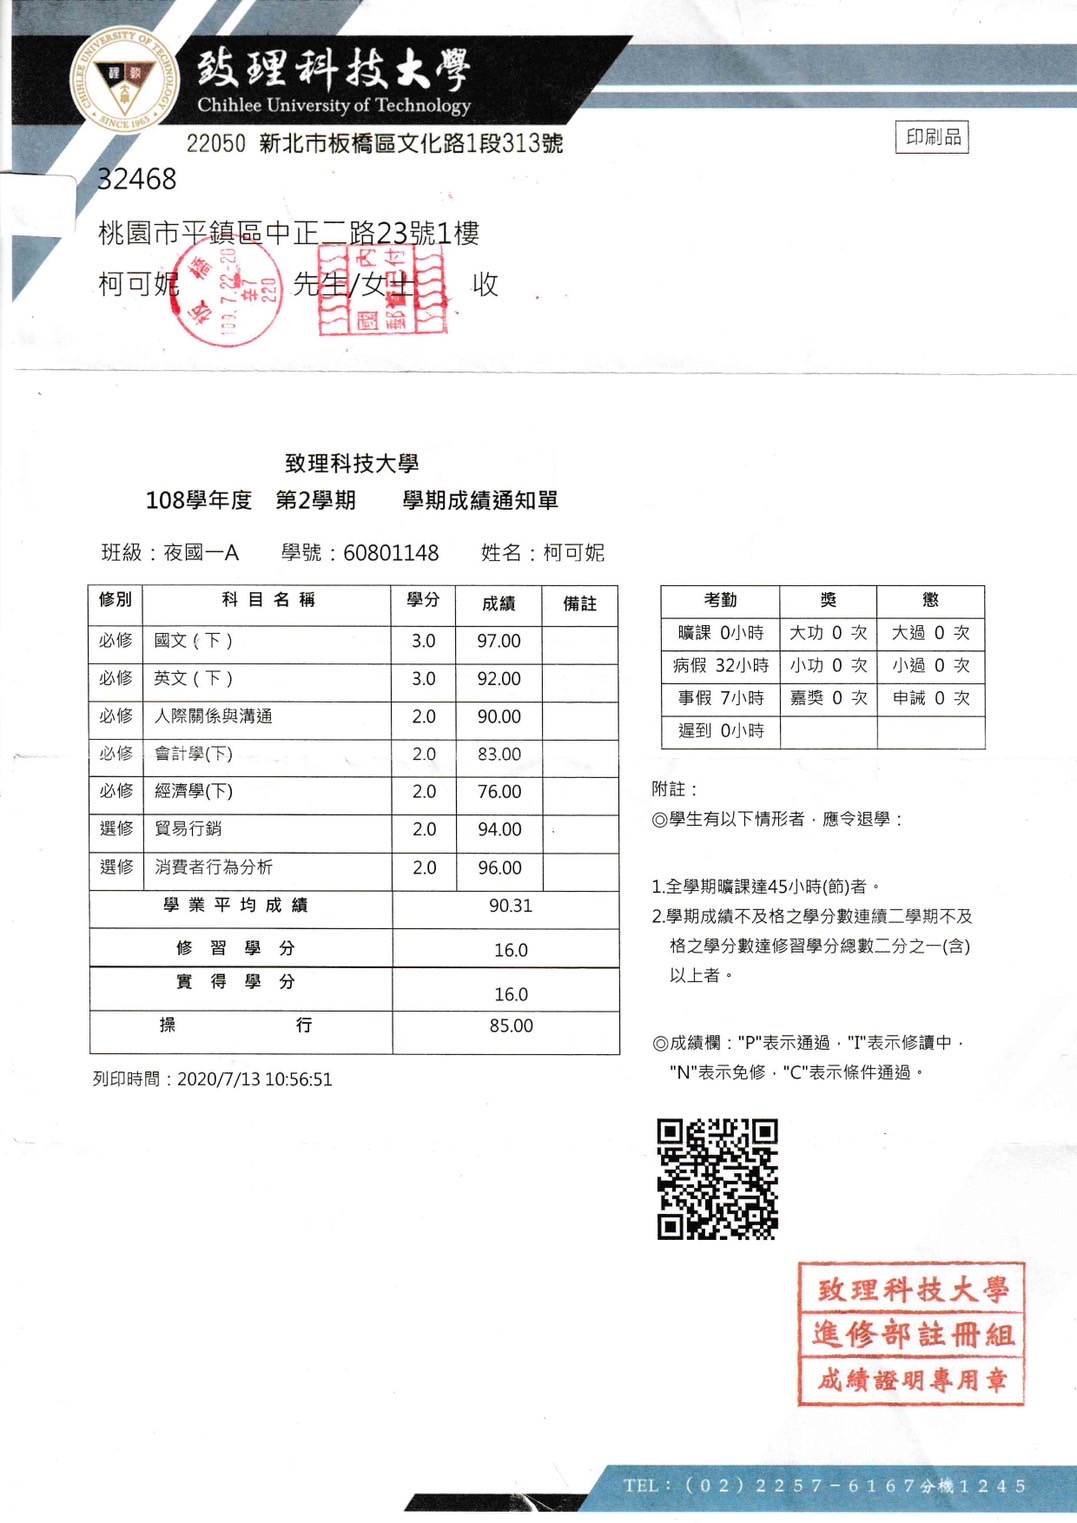 CHIHLEE UNIVERSITY OF TECHNOLOGY
SINCE 1965
致理科技大學
Chihlee University of Technology
22050 新北市板橋區文化路1段313號
印刷品
32468
桃園市平鎮區中正二路23號1樓
柯可妮 先生/女士 收
板橋
109.7.22-20
辛7
220
國內
郵資已付
致理科技大學
108學年度 第2學期 學期成績通知單
班級：夜國一A 學號：60801148 姓名：柯可妮
修別 科目名稱 學分 成績 備註
必修 國文(下) 3.0 97.00
必修 英文(下) 3.0 92.00
必修 人際關係與溝通 2.0 90.00
必修 會計學(下) 2.0 83.00
必修 經濟學(下) 2.0 76.00
選修 貿易行銷 2.0 94.00
選修 消費者行為分析 2.0 96.00
學業平均成績 90.31
修習學分 16.0
實得學分 16.0
操行 85.00
列印時間：2020/7/13 10:56:51
考勤 獎 懲
曠課 0小時 大功 0 次 大過 0 次
病假 32小時 小功 0 次 小過 0 次
事假 7小時 嘉獎 0 次 申誡 0 次
遲到 0小時
附註：
◎學生有以下情形者，應令退學：
1.全學期曠課達45小時(節)者。
2.學期成績不及格之學分數連續二學期不及
格之學分數達修習學分總數二分之一(含)
以上者。
◎成績欄："P"表示通過，"I"表示修讀中，
"N"表示免修，"C"表示條件通過。
致理科技大學
進修部註冊組
成績證明專用章
TEL：(02)2257-6167分機1245